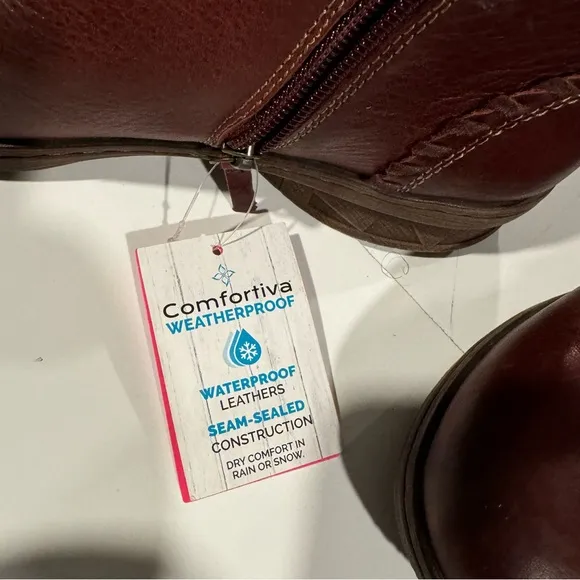 Comfortiva
WEATHERPROOF
WATERPROOF
LEATHERS
SEAM-SEALED
CONSTRUCTION
DRY COMFORT IN
RAIN OR SNOW.